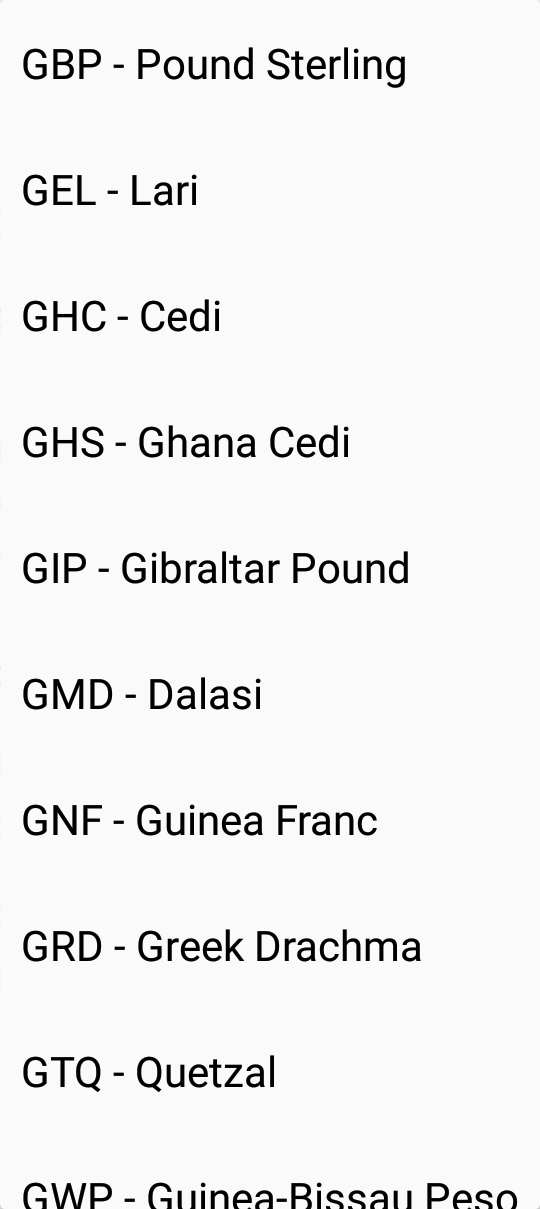 GBP - Pound Sterling
GEL - Lari
GHC - Cedi
GHS - Ghana Cedi
GIP - Gibraltar Pound
GMD - Dalasi
GNF - Guinea Franc
GRD - Greek Drachma
GTQ - Quetzal
GWP - Guinea-Bissau Peso